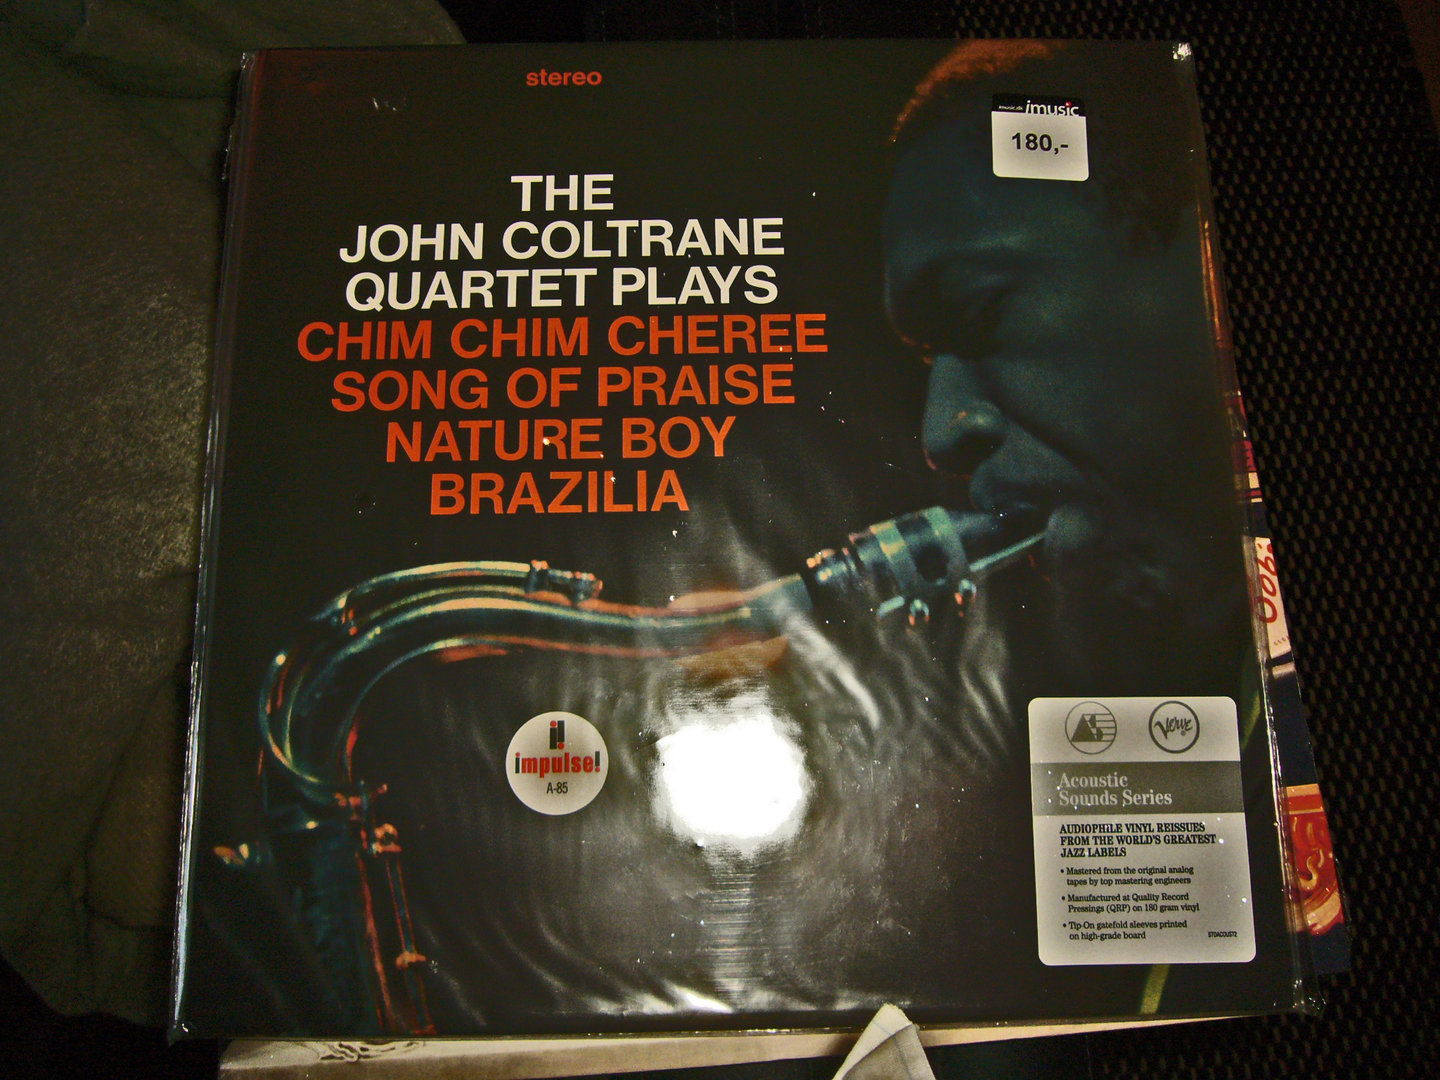 stereo
imusic.dk imusic
180,-
THE
JOHN COLTRANE
QUARTET PLAYS
CHIM CHIM CHEREE
SONG OF PRAISE
NATURE BOY
BRAZILIA
impulse!
A-85
AS
Verve
Acoustic
Sounds Series
AUDIOPHILE VINYL REISSUES
FROM THE WORLD'S GREATEST
JAZZ LABELS
• Mastered from the original analog
tapes by top mastering engineers
• Manufactured at Quality Record
Pressings (QRP) on 180 gram vinyl
• Tip-On gatefold sleeves printed
on high-grade board